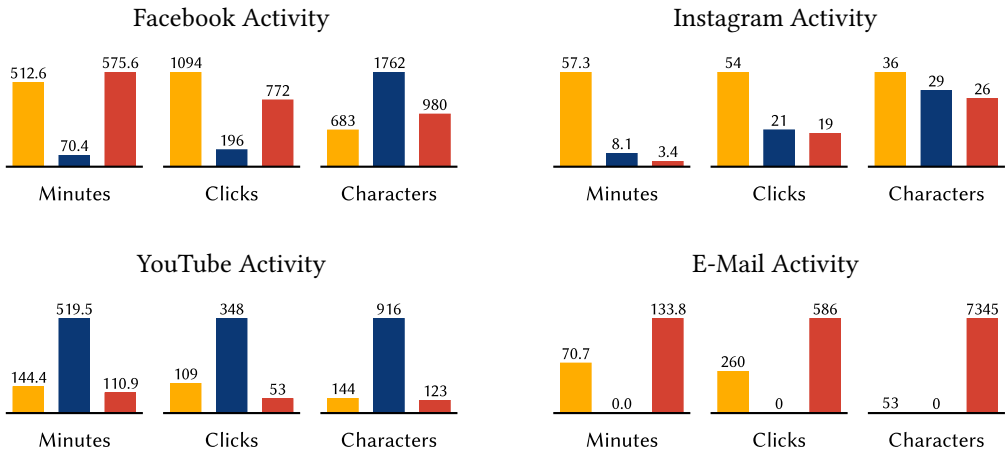 Facebook Activity
512.6 70.4 575.6
1094 196 772
683 1762 980
Minutes Clicks Characters
Instagram Activity
57.3 8.1 3.4
54 21 19
36 29 26
Minutes Clicks Characters
YouTube Activity
144.4 519.5 110.9
109 348 53
144 916 123
Minutes Clicks Characters
E-Mail Activity
70.7 0.0 133.8
260 0 586
53 0 7345
Minutes Clicks Characters